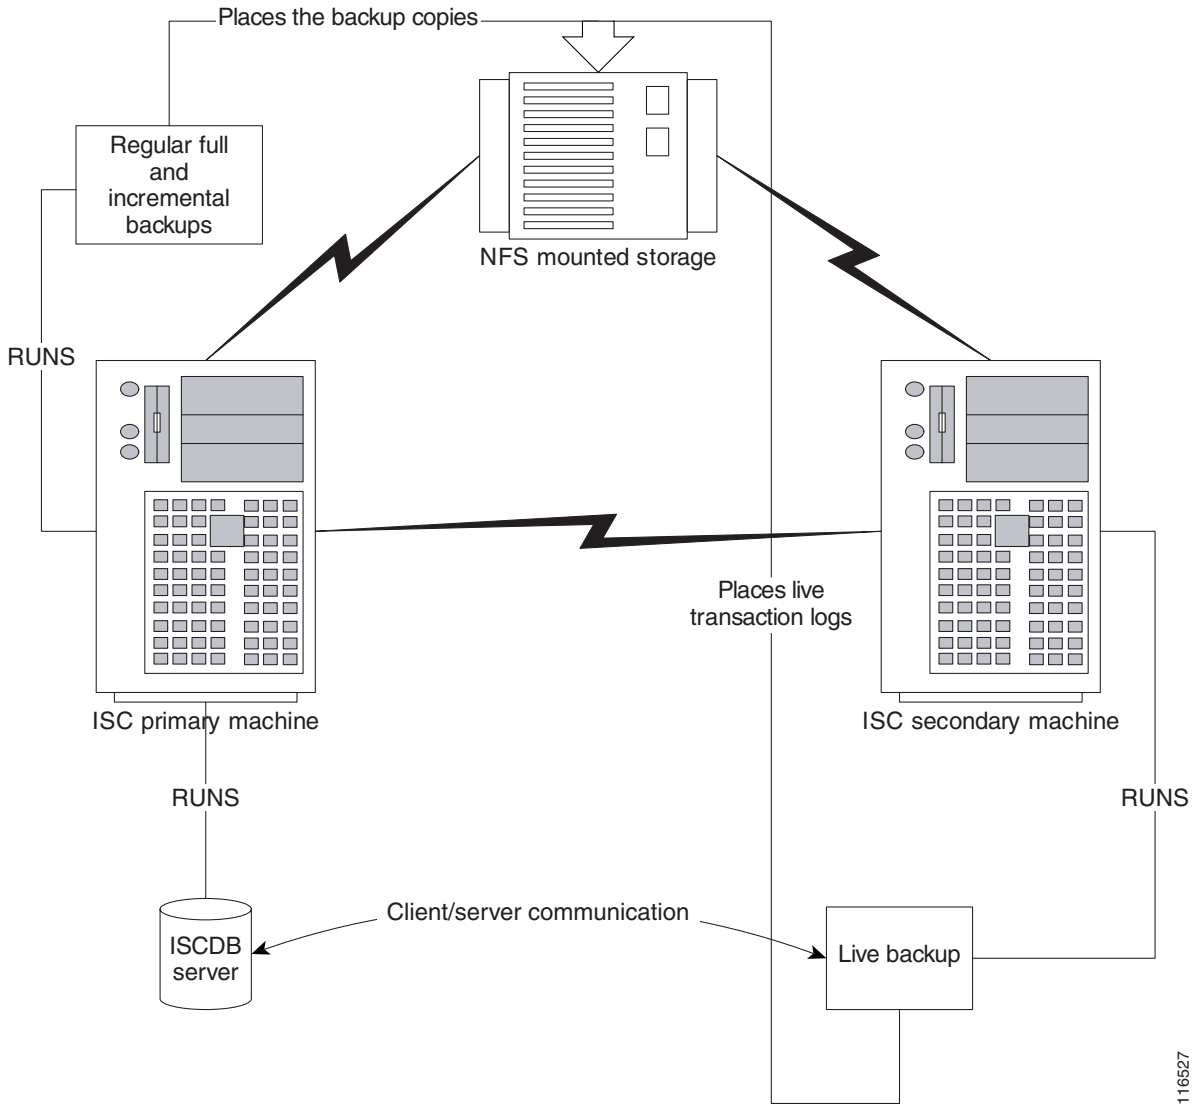 Places the backup copies
Regular full
and
incremental
backups
NFS mounted storage
RUNS
Places live
transaction logs
ISC primary machine
ISC secondary machine
RUNS
RUNS
Client/server communication
ISCDB
server
Live backup
116527